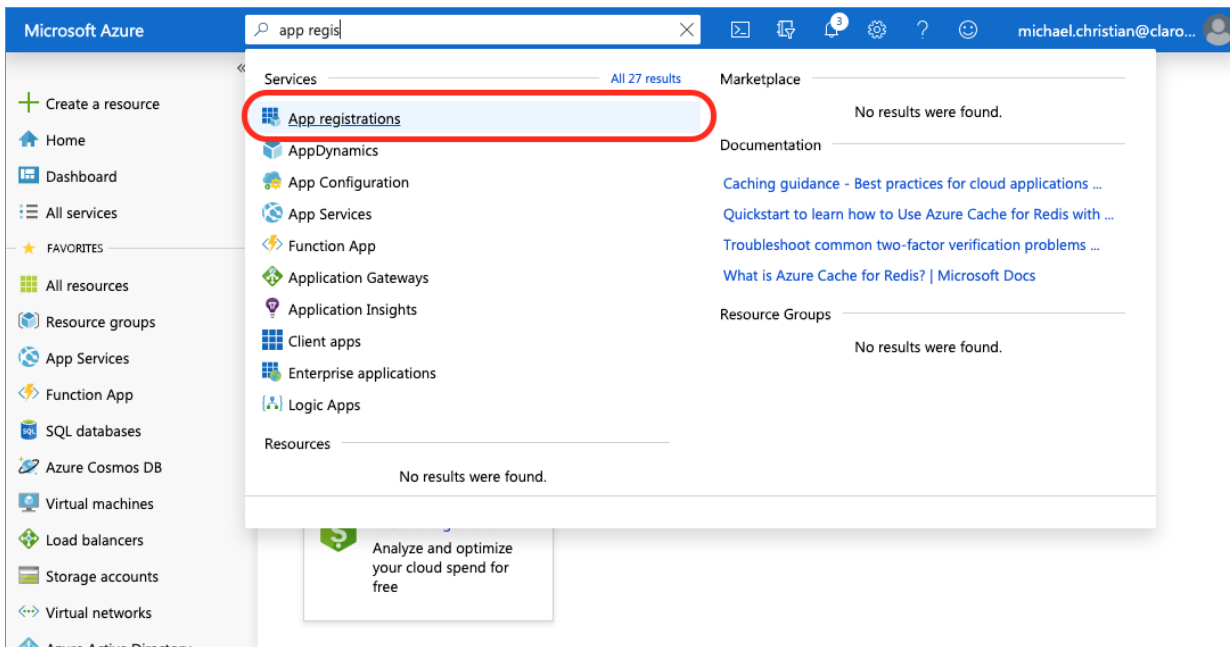 Microsoft Azure
app regis
3
michael.christian@claro...
«
Create a resource
Home
Dashboard
All services
FAVORITES
All resources
Resource groups
App Services
Function App
SQL databases
Azure Cosmos DB
Virtual machines
Load balancers
Storage accounts
Virtual networks
Azure Active Directory
Services
All 27 results
App registrations
AppDynamics
App Configuration
App Services
Function App
Application Gateways
Application Insights
Client apps
Enterprise applications
Logic Apps
Resources
No results were found.
Marketplace
No results were found.
Documentation
Caching guidance - Best practices for cloud applications ...
Quickstart to learn how to Use Azure Cache for Redis with ...
Troubleshoot common two-factor verification problems ...
What is Azure Cache for Redis? | Microsoft Docs
Resource Groups
No results were found.
Analyze and optimize
your cloud spend for
free